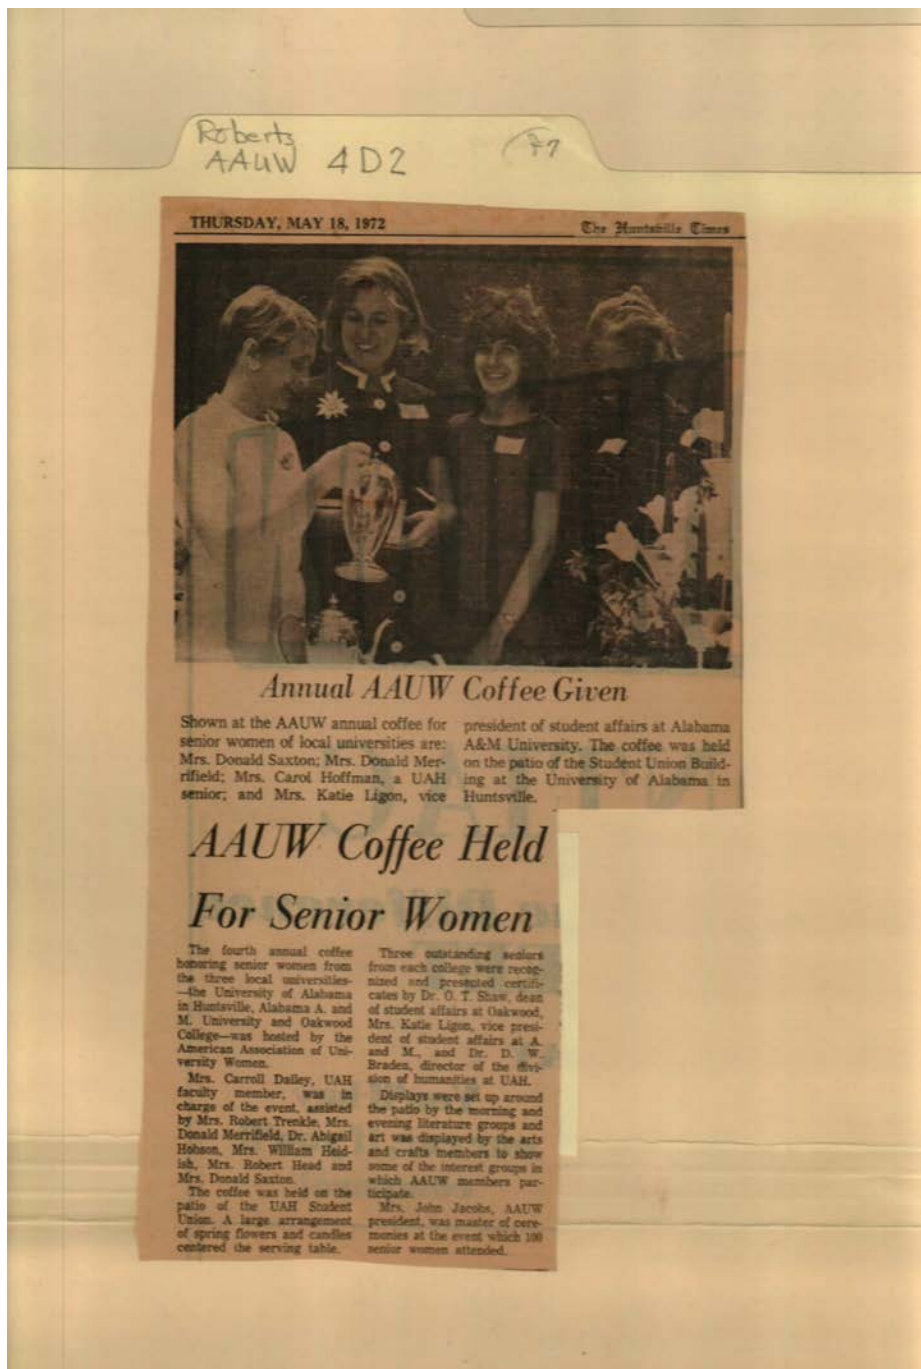 Roberts
AAUW 4D2
THURSDAY, MAY 18, 1972
The Huntsville Times
Annual AAUW Coffee Given
Shown at the AAUW annual coffee for
senior women of local universities are:
Mrs. Donald Saxton; Mrs. Donald Mer-
rifield; Mrs. Carol Hoffman, a UAH
senior; and Mrs. Katie Ligon, vice
president of student affairs at Alabama
A&M University. The coffee was held
on the patio of the Student Union Build-
ing at the University of Alabama in
Huntsville.
AAUW Coffee Held
For Senior Women
The fourth annual coffee
honoring senior women from
the three local universities-
—the University of Alabama
in Huntsville, Alabama A. and
M. University and Oakwood
College—was hosted by the
American Association of Uni-
versity Women.
Mrs. Carroll Dailey, UAH
faculty member, was in
charge of the event, assisted
by Mrs. Robert Trenkle, Mrs.
Donald Merrifield, Dr. Abigail
Hobson, Mrs. William Heid-
ish, Mrs. Robert Head and
Mrs. Donald Saxton.
The coffee was held on the
patio of the UAH Student
Union. A large arrangement
of spring flowers and candles
centered the serving table.
Three outstanding seniors
from each college were recog-
nized and presented certifi-
cates by Dr. O. T. Shaw, dean
of student affairs at Oakwood,
Mrs. Katie Ligon, vice presi-
dent of student affairs at A.
and M., and Dr. D. W.
Braden, director of the divi-
sion of humanities at UAH.
Displays were set up around
the patio by the morning and
evening literature groups and
art was displayed by the arts
and crafts members to show
some of the interest groups in
which AAUW members par-
ticipate.
Mrs. John Jacobs, AAUW
president, was master of cere-
monies at the event which 100
senior women attended.